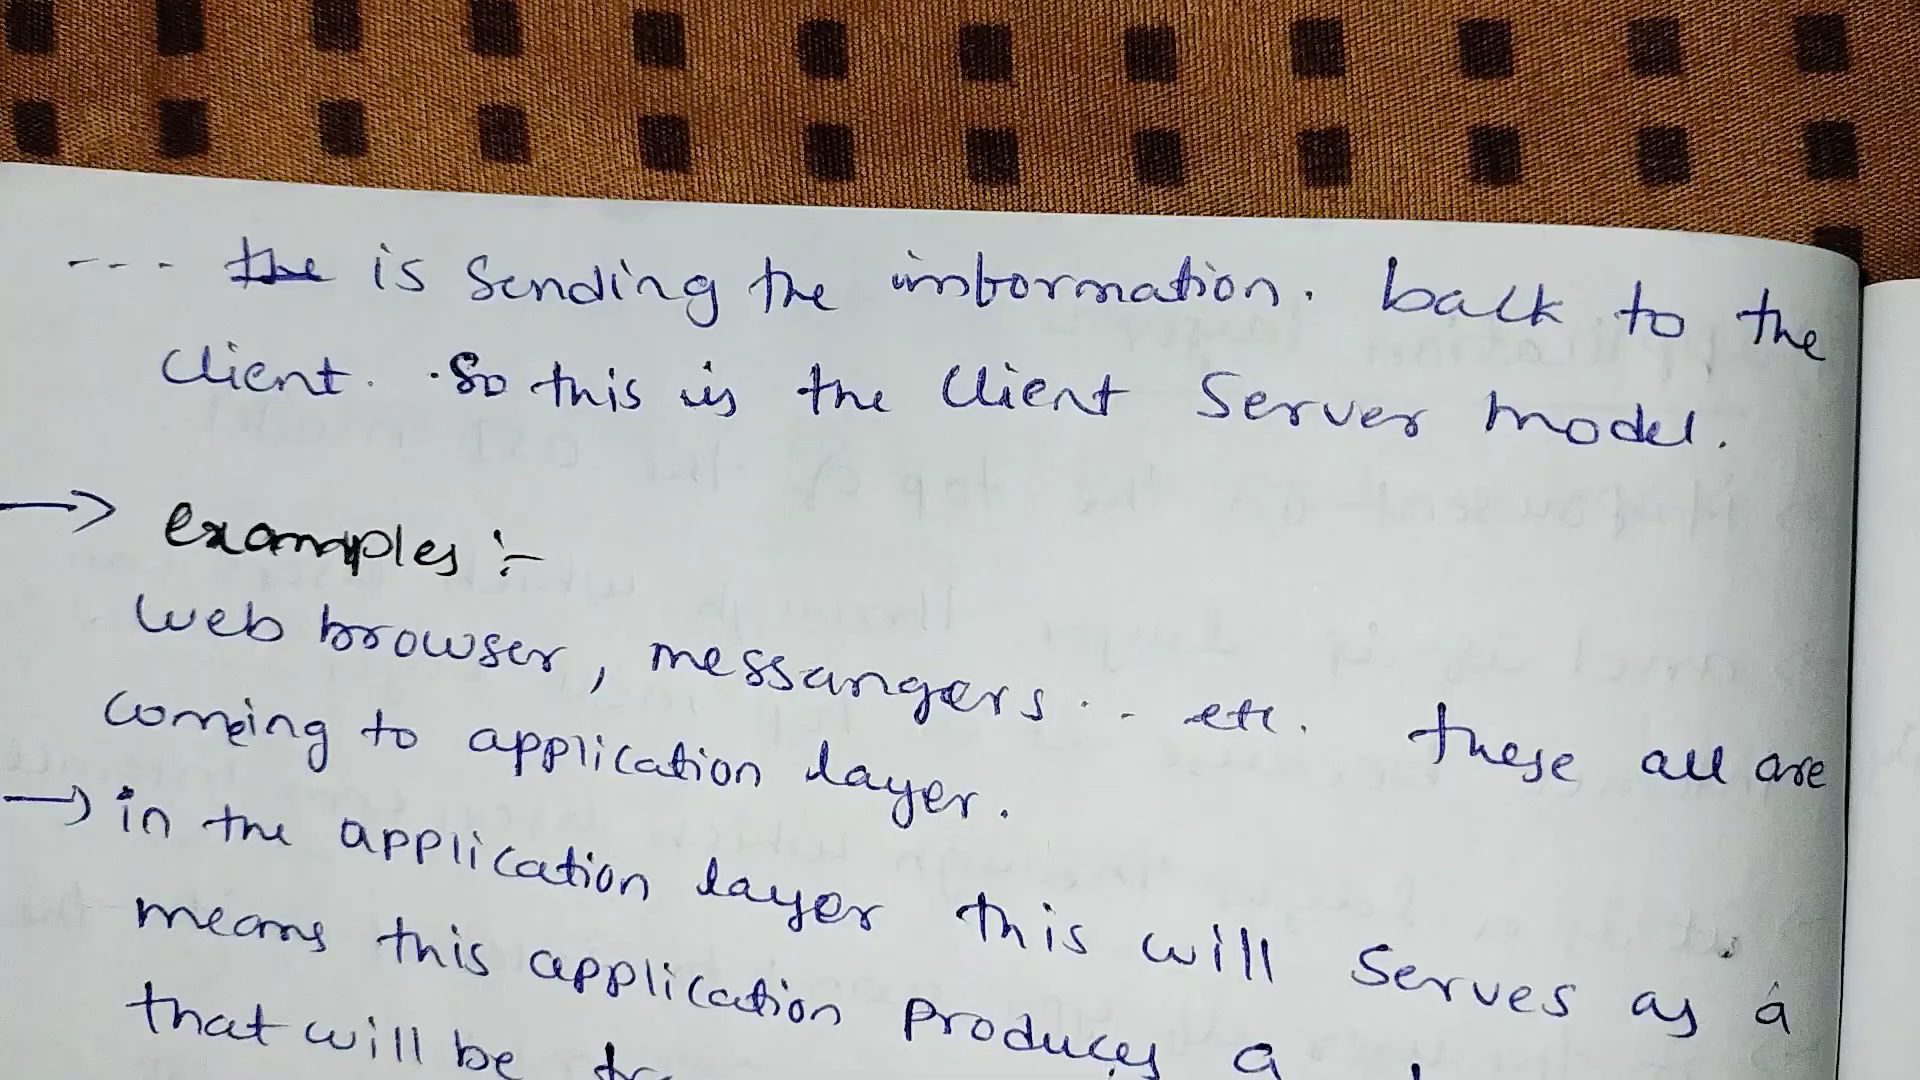 --- the is sending the information. back to the
client. So this is the client server model.
→ examples :-
web browser, messangers... etc. these all are
coming to application layer.
→ in the application layer this will serves as a
means this application produces a
that will be